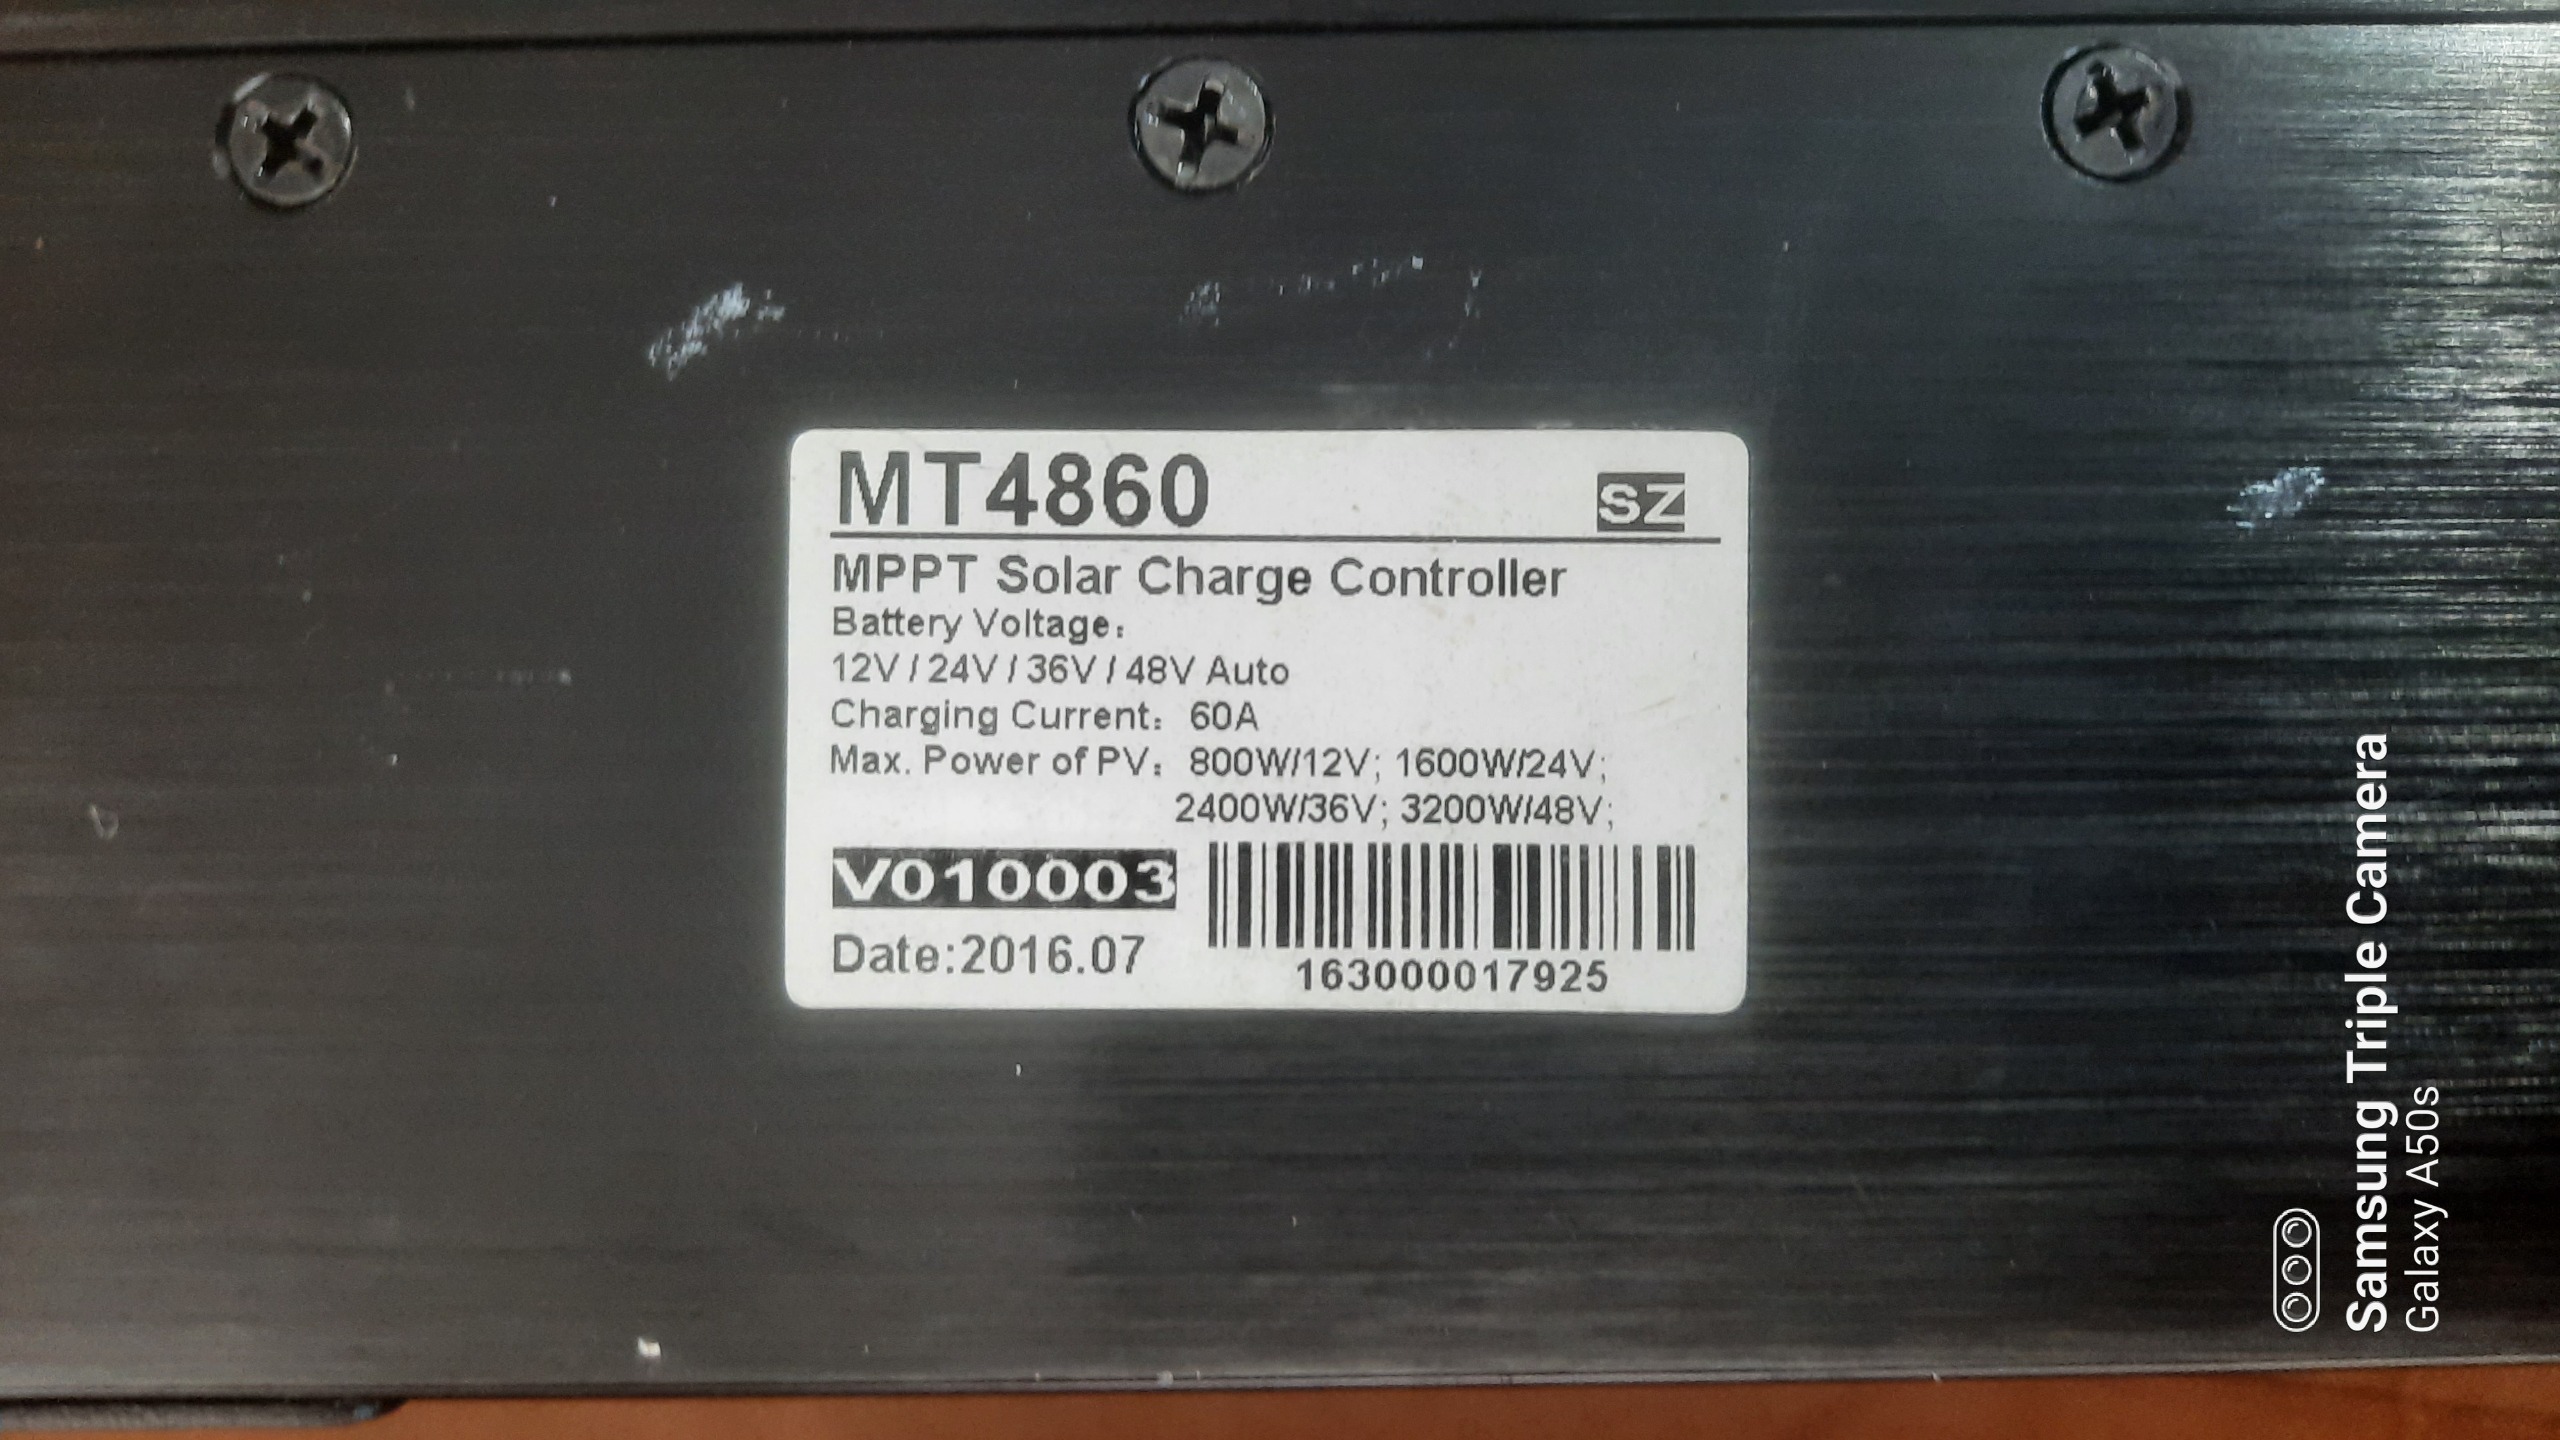 MT4860
SZ
MPPT Solar Charge Controller
Battery Voltage:
12V / 24V / 36V / 48V Auto
Charging Current: 60A
Max. Power of PV: 800W/12V; 1600W/24V;
2400W/36V; 3200W/48V;
V010003
Date:2016.07
163000017925
Samsung Triple Camera
Galaxy A50s